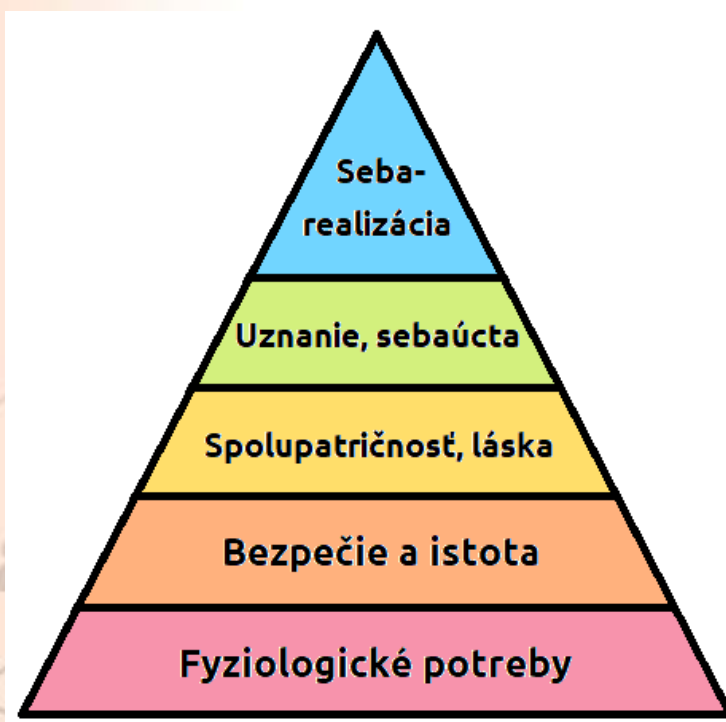 Seba-
realizácia
Uznanie, sebaúcta
Spolupatričnosť, láska
Bezpečie a istota
Fyziologické potreby